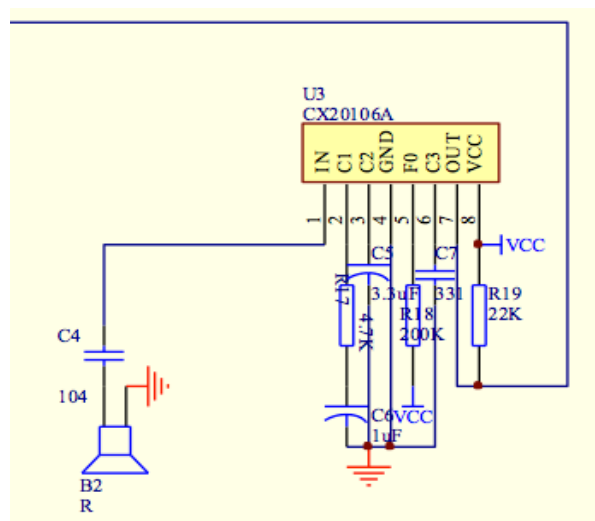 U3
CX20106A
IN
C1
C2
GND
F0
C3
OUT
VCC
1
2
3
4
5
6
7
8
VCC
C5
3.3uF
C7
331
R17
4.7K
R18
200K
R19
22K
C4
104
C6
1uF
VCC
B2
R